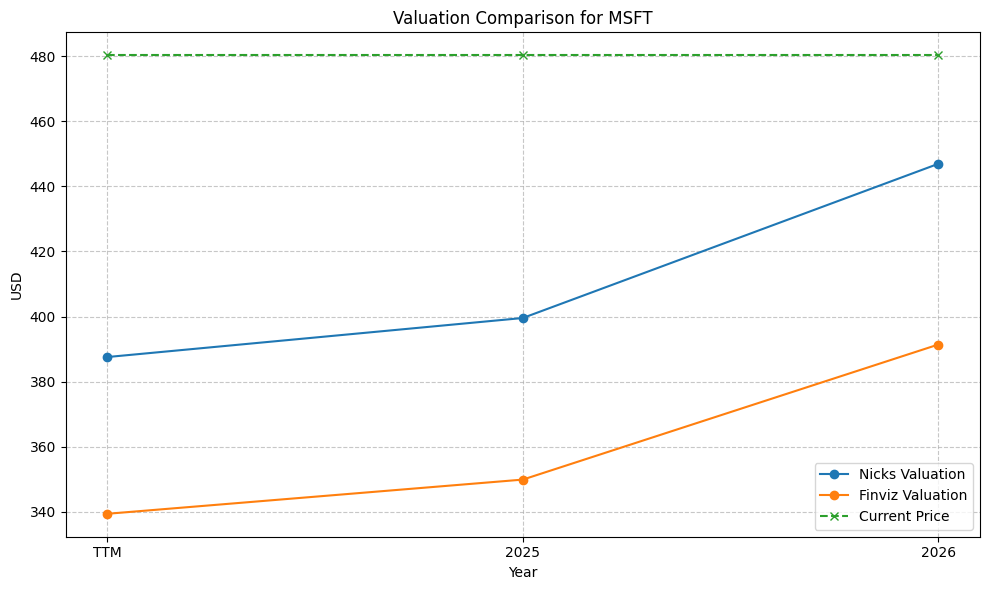 Valuation Comparison for MSFT
USD
480
460
440
420
400
380
360
340
TTM
2025
2026
Year
Nicks Valuation
Finviz Valuation
Current Price